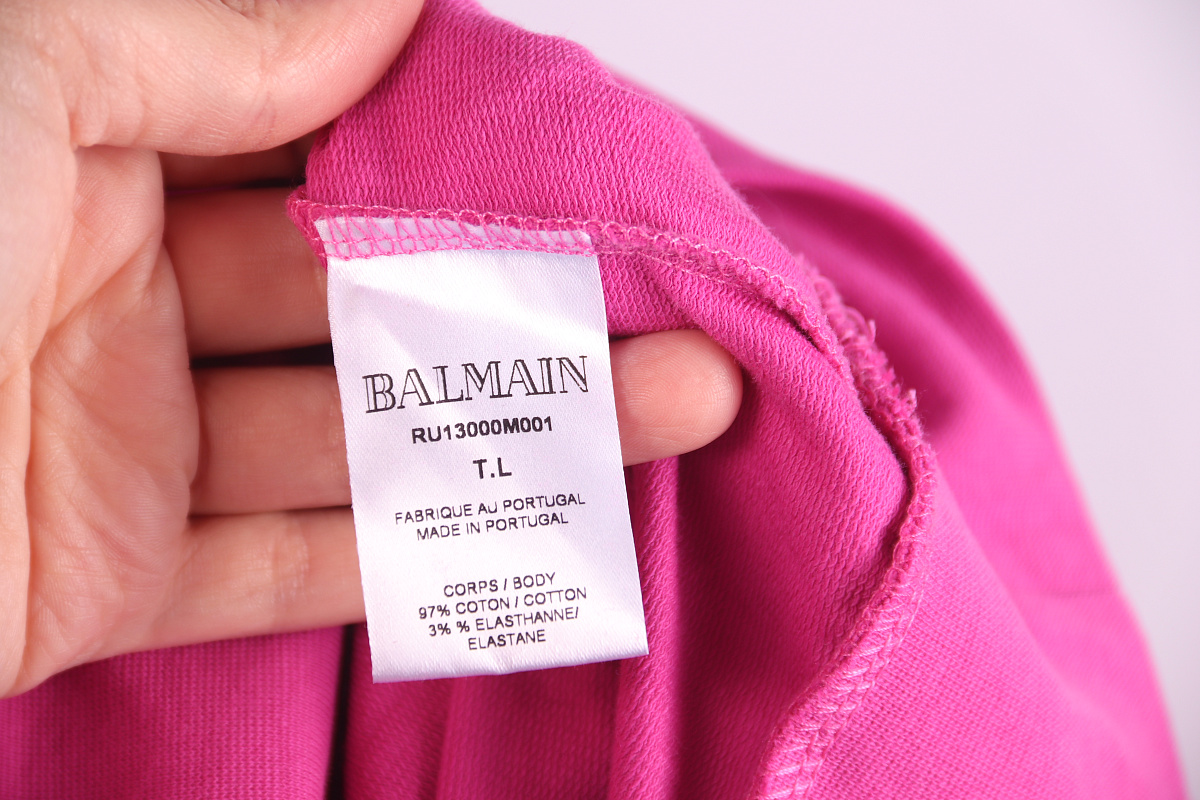 BALMAIN
RU13000M001
T.L
FABRIQUE AU PORTUGAL
MADE IN PORTUGAL
CORPS / BODY
97% COTON / COTTON
3% % ELASTHANNE/
ELASTANE